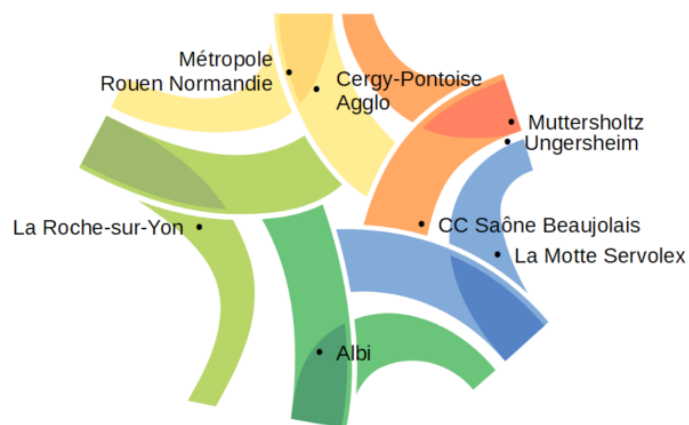 Métropole
Rouen Normandie
Cergy-Pontoise
Agglo
Muttersholtz
Ungersheim
La Roche-sur-Yon
CC Saône Beaujolais
La Motte Servolex
Albi